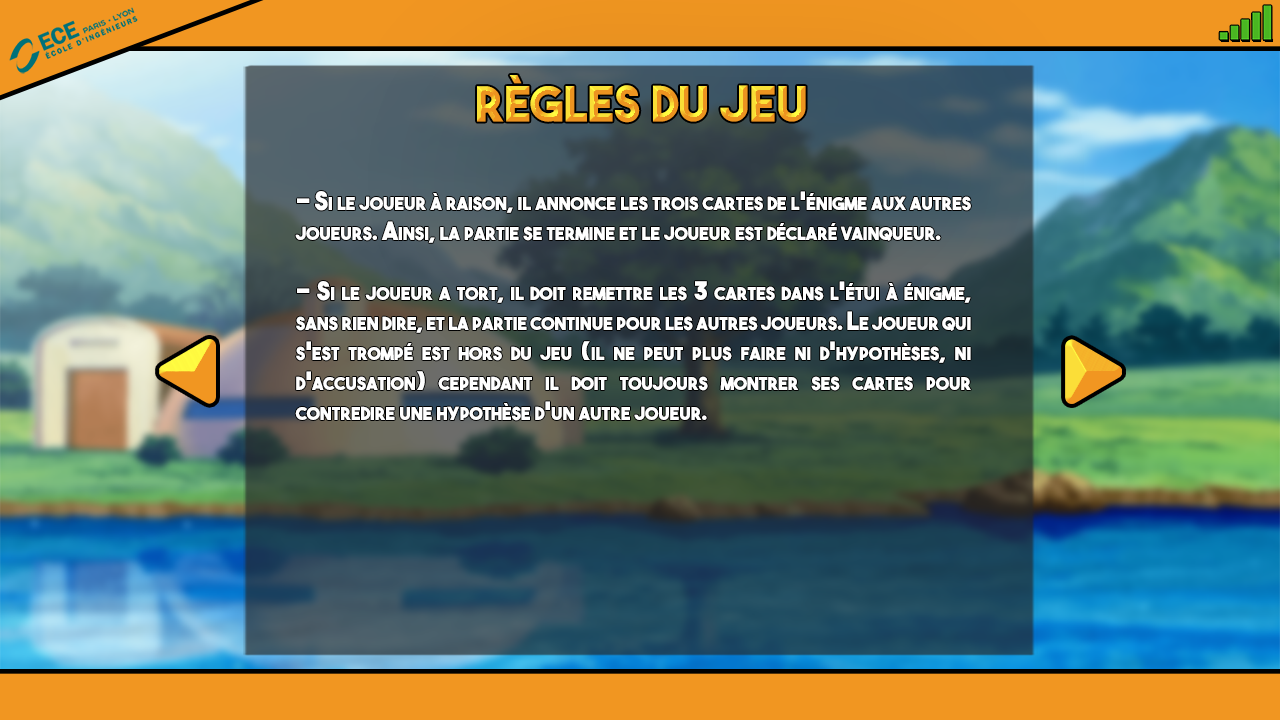 ECE PARIS - LYON
ÉCOLE D'INGÉNIEURS
RÈGLES DU JEU
- Si le joueur à raison, il annonce les trois cartes de l'énigme aux autres
joueurs. Ainsi, la partie se termine et le joueur est déclaré vainqueur.
- Si le joueur a tort, il doit remettre les 3 cartes dans l'étui à énigme,
sans rien dire, et la partie continue pour les autres joueurs. Le joueur qui
s'est trompé est hors du jeu (il ne peut plus faire ni d'hypothèses, ni
d'accusation) cependant il doit toujours montrer ses cartes pour
contredire une hypothèse d'un autre joueur.